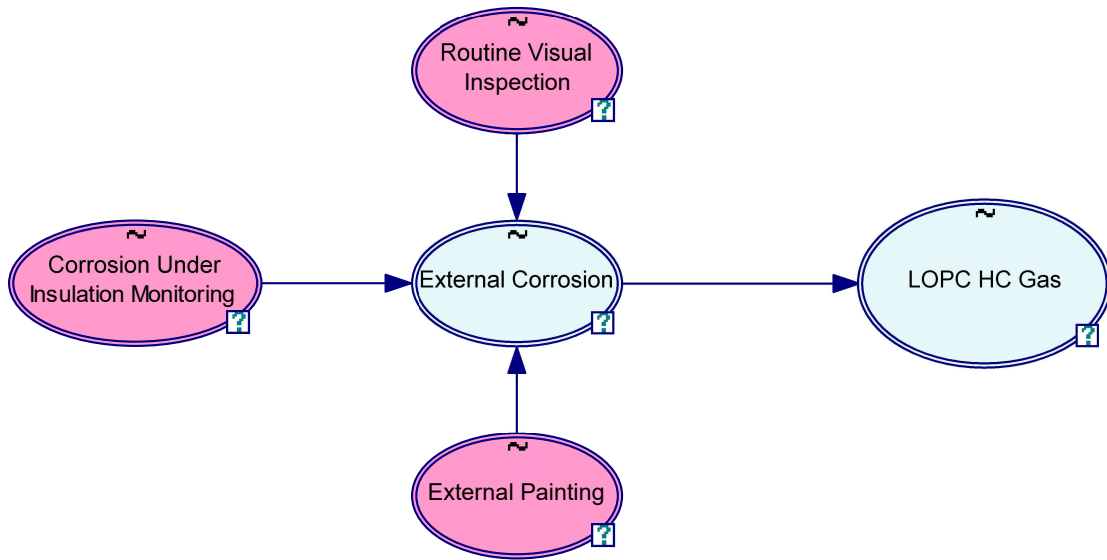 ~
Routine Visual
Inspection
?
~
Corrosion Under
Insulation Monitoring
?
~
External Corrosion
?
~
LOPC HC Gas
?
~
External Painting
?